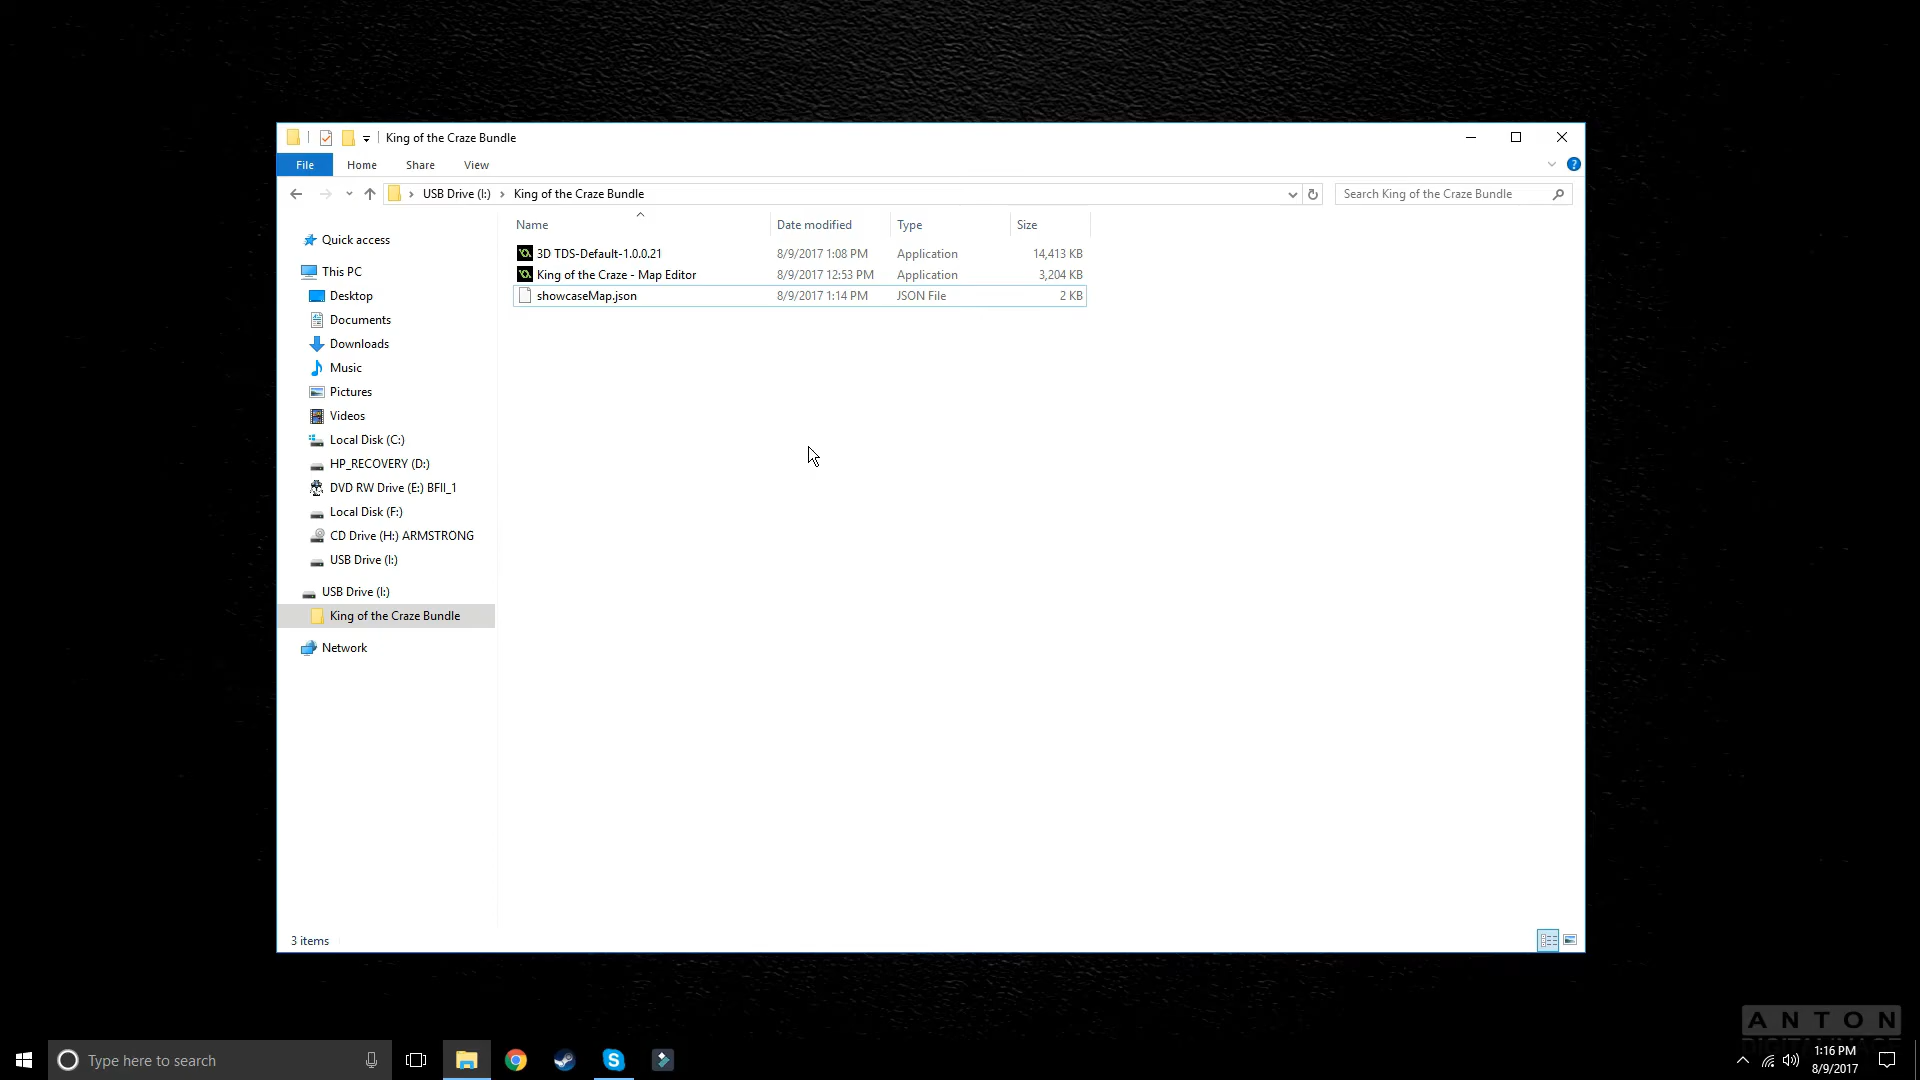 King of the Craze Bundle
File Home Share View
USB Drive (I:) King of the Craze Bundle
Search King of the Craze Bundle
Name Date modified Type Size
3D TDS-Default-1.0.0.21 8/9/2017 1:08 PM Application 14,413 KB
King of the Craze - Map Editor 8/9/2017 12:53 PM Application 3,204 KB
showcaseMap.json 8/9/2017 1:14 PM JSON File 2 KB
Quick access
This PC
Desktop
Documents
Downloads
Music
Pictures
Videos
Local Disk (C:)
HP_RECOVERY (D:)
DVD RW Drive (E:) BFII_1
Local Disk (F:)
CD Drive (H:) ARMSTRONG
USB Drive (I:)
USB Drive (I:)
King of the Craze Bundle
Network
3 items
ANTON
Type here to search
1:16 PM
8/9/2017